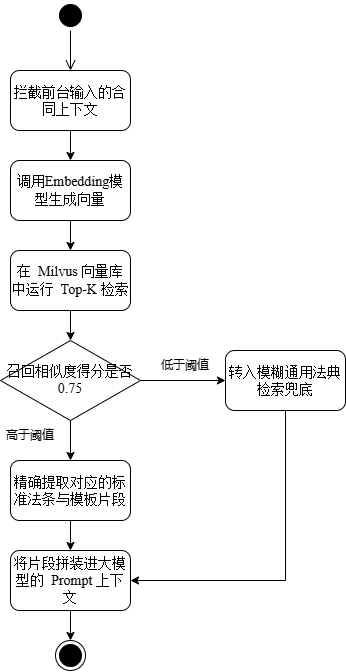 拦截前台输入的合
同上下文
调用Embedding模
型生成向量
在 Milvus 向量库
中运行 Top-K 检索
召回相似度得分是否
0.75
低于阈值
转入模糊通用法典
检索兜底
高于阈值
精确提取对应的标
准法条与模板片段
将片段拼装进大模
型的 Prompt 上下
文